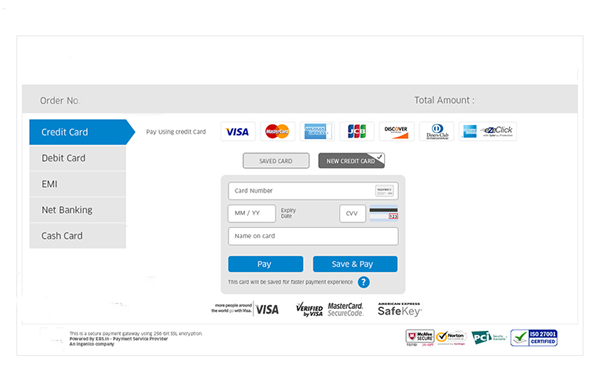 Order No.
Total Amount :
Credit Card
Pay Using credit Card
VISA
MasterCard
AMERICAN EXPRESS
JCB
DISCOVER
Diners Club
ezeClick
Debit Card
SAVED CARD
NEW CREDIT CARD
EMI
Card Number
Net Banking
MM / YY
Expiry
Date
CVV
Cash Card
Name on card
Pay
Save & Pay
This card will be saved for faster payment experience
?
more people around
the world go with Visa.
VISA
VERIFIED
by VISA
MasterCard.
SecureCode.
AMERICAN EXPRESS
SafeKey
This is a secure payment gateway using 256-bit SSL encryption.
Powered by EBS.in - Payment Service Provider
An Ingenico company
McAfee
SECURE
Norton
SECURED
PCI
ISO 27001
CERTIFIED